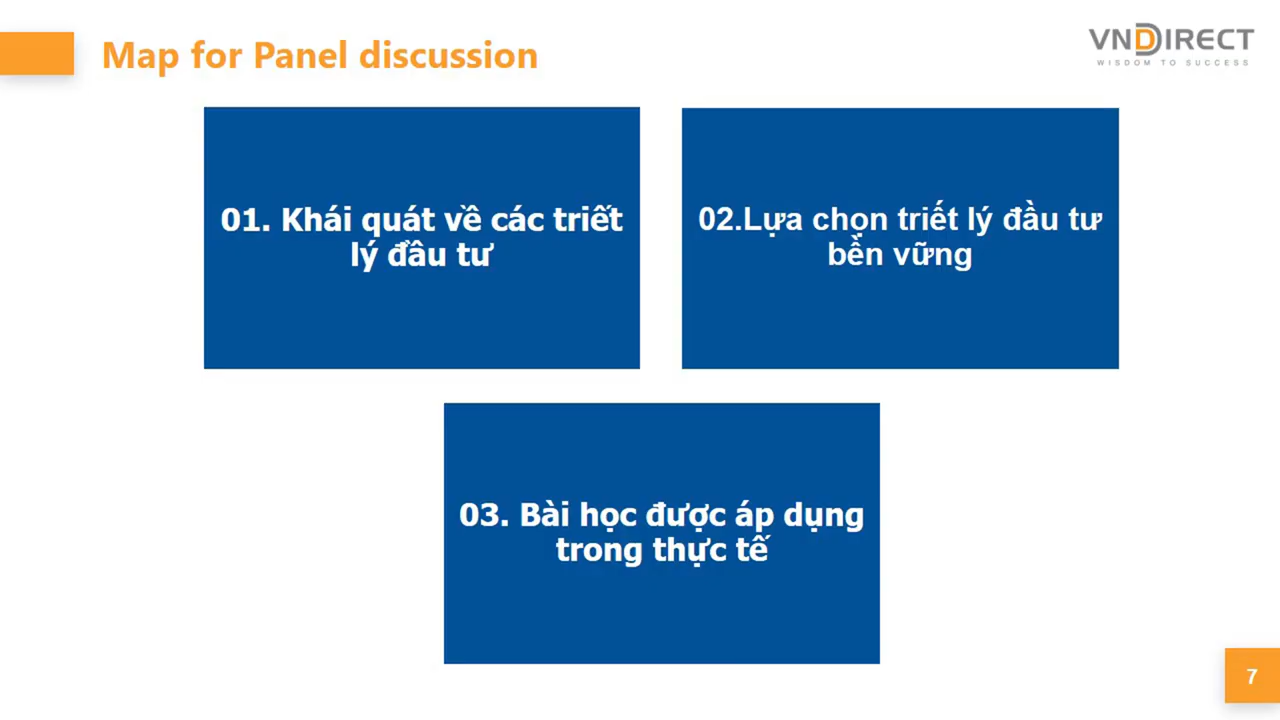 Map for Panel discussion
VNDIRECT
WISDOM TO SUCCESS
01. Khái quát về các triết
lý đầu tư
02.Lựa chọn triết lý đầu tư
bền vững
03. Bài học được áp dụng
trong thực tế
7